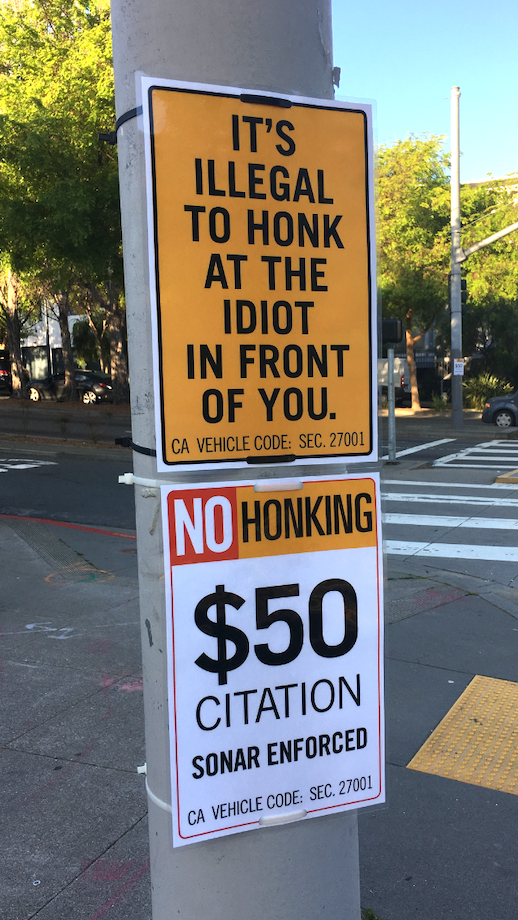 IT'S
ILLEGAL
TO HONK
AT THE
IDIOT
IN FRONT
OF YOU.
CA VEHICLE CODE: SEC. 27001
NO HONKING
$50
CITATION
SONAR ENFORCED
CA VEHICLE CODE: SEC. 27001